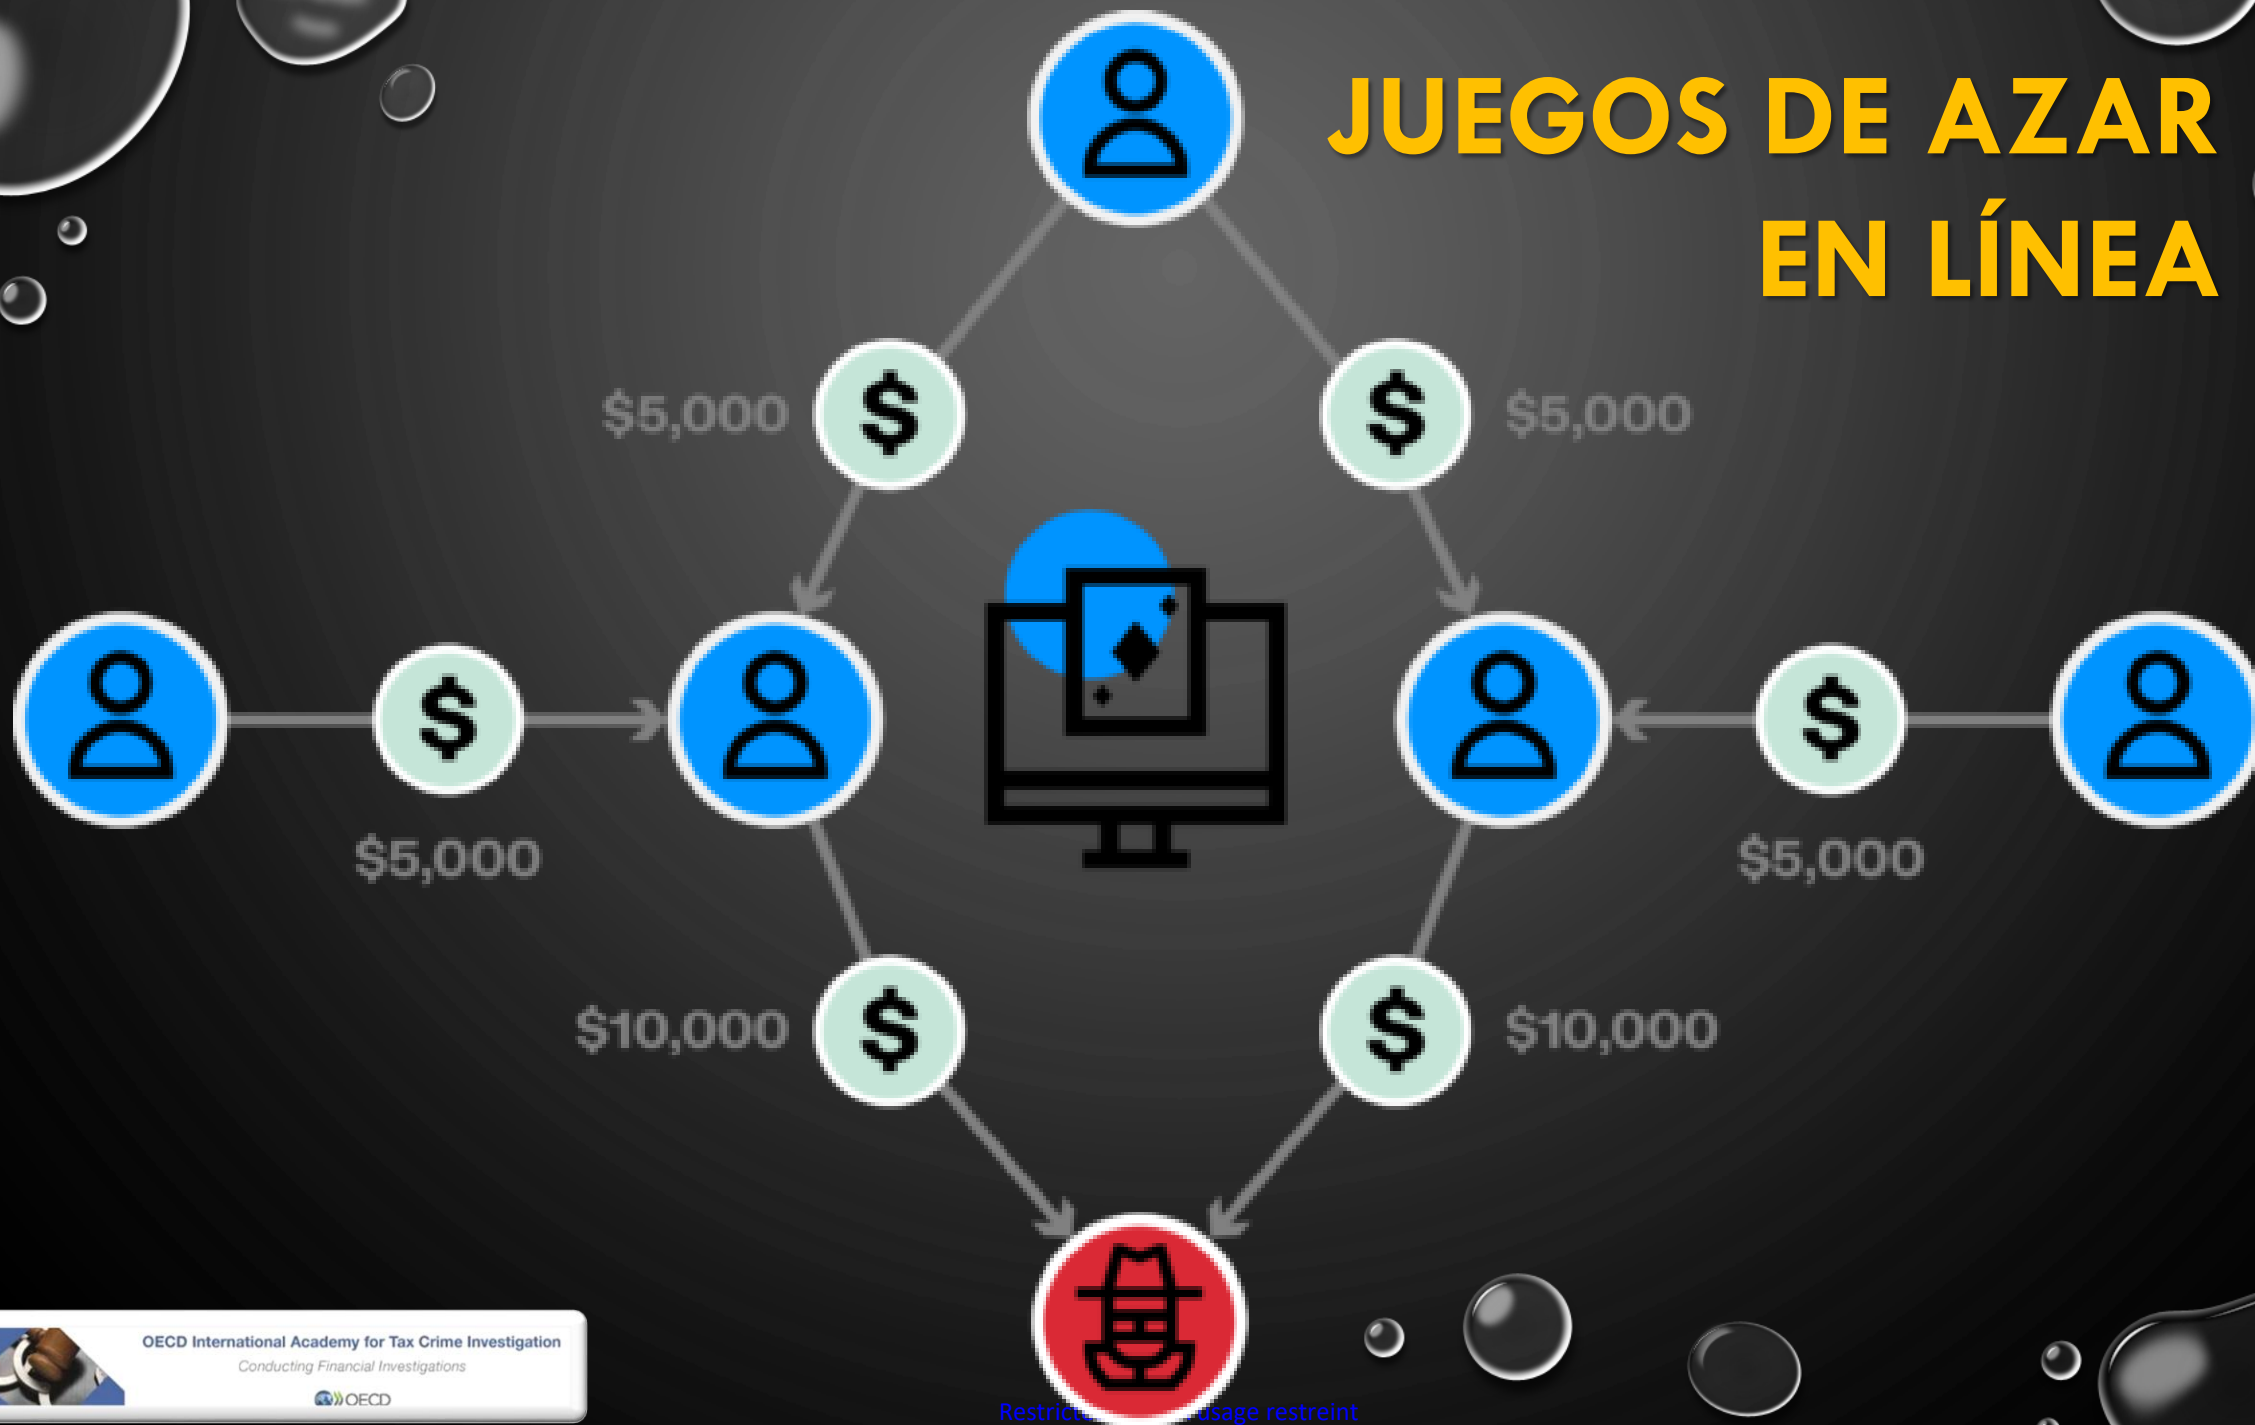 JUEGOS DE AZAR
EN LÍNEA
$5,000
$5,000
$5,000
$5,000
$10,000
$10,000
OECD International Academy for Tax Crime Investigation
Conducting Financial Investigations
OECD
usage restreint